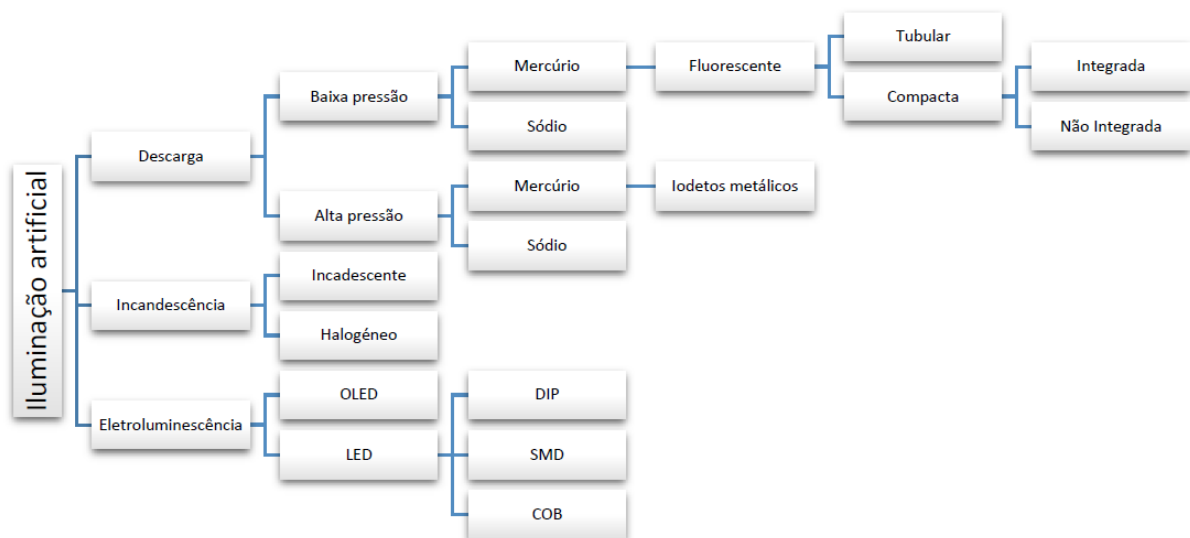 Iluminação artificial
Descarga
Baixa pressão
Mercúrio
Fluorescente
Tubular
Compacta
Integrada
Não Integrada
Sódio
Alta pressão
Mercúrio
Iodetos metálicos
Sódio
Incandescência
Incadescente
Halogéneo
Eletroluminescência
OLED
LED
DIP
SMD
COB